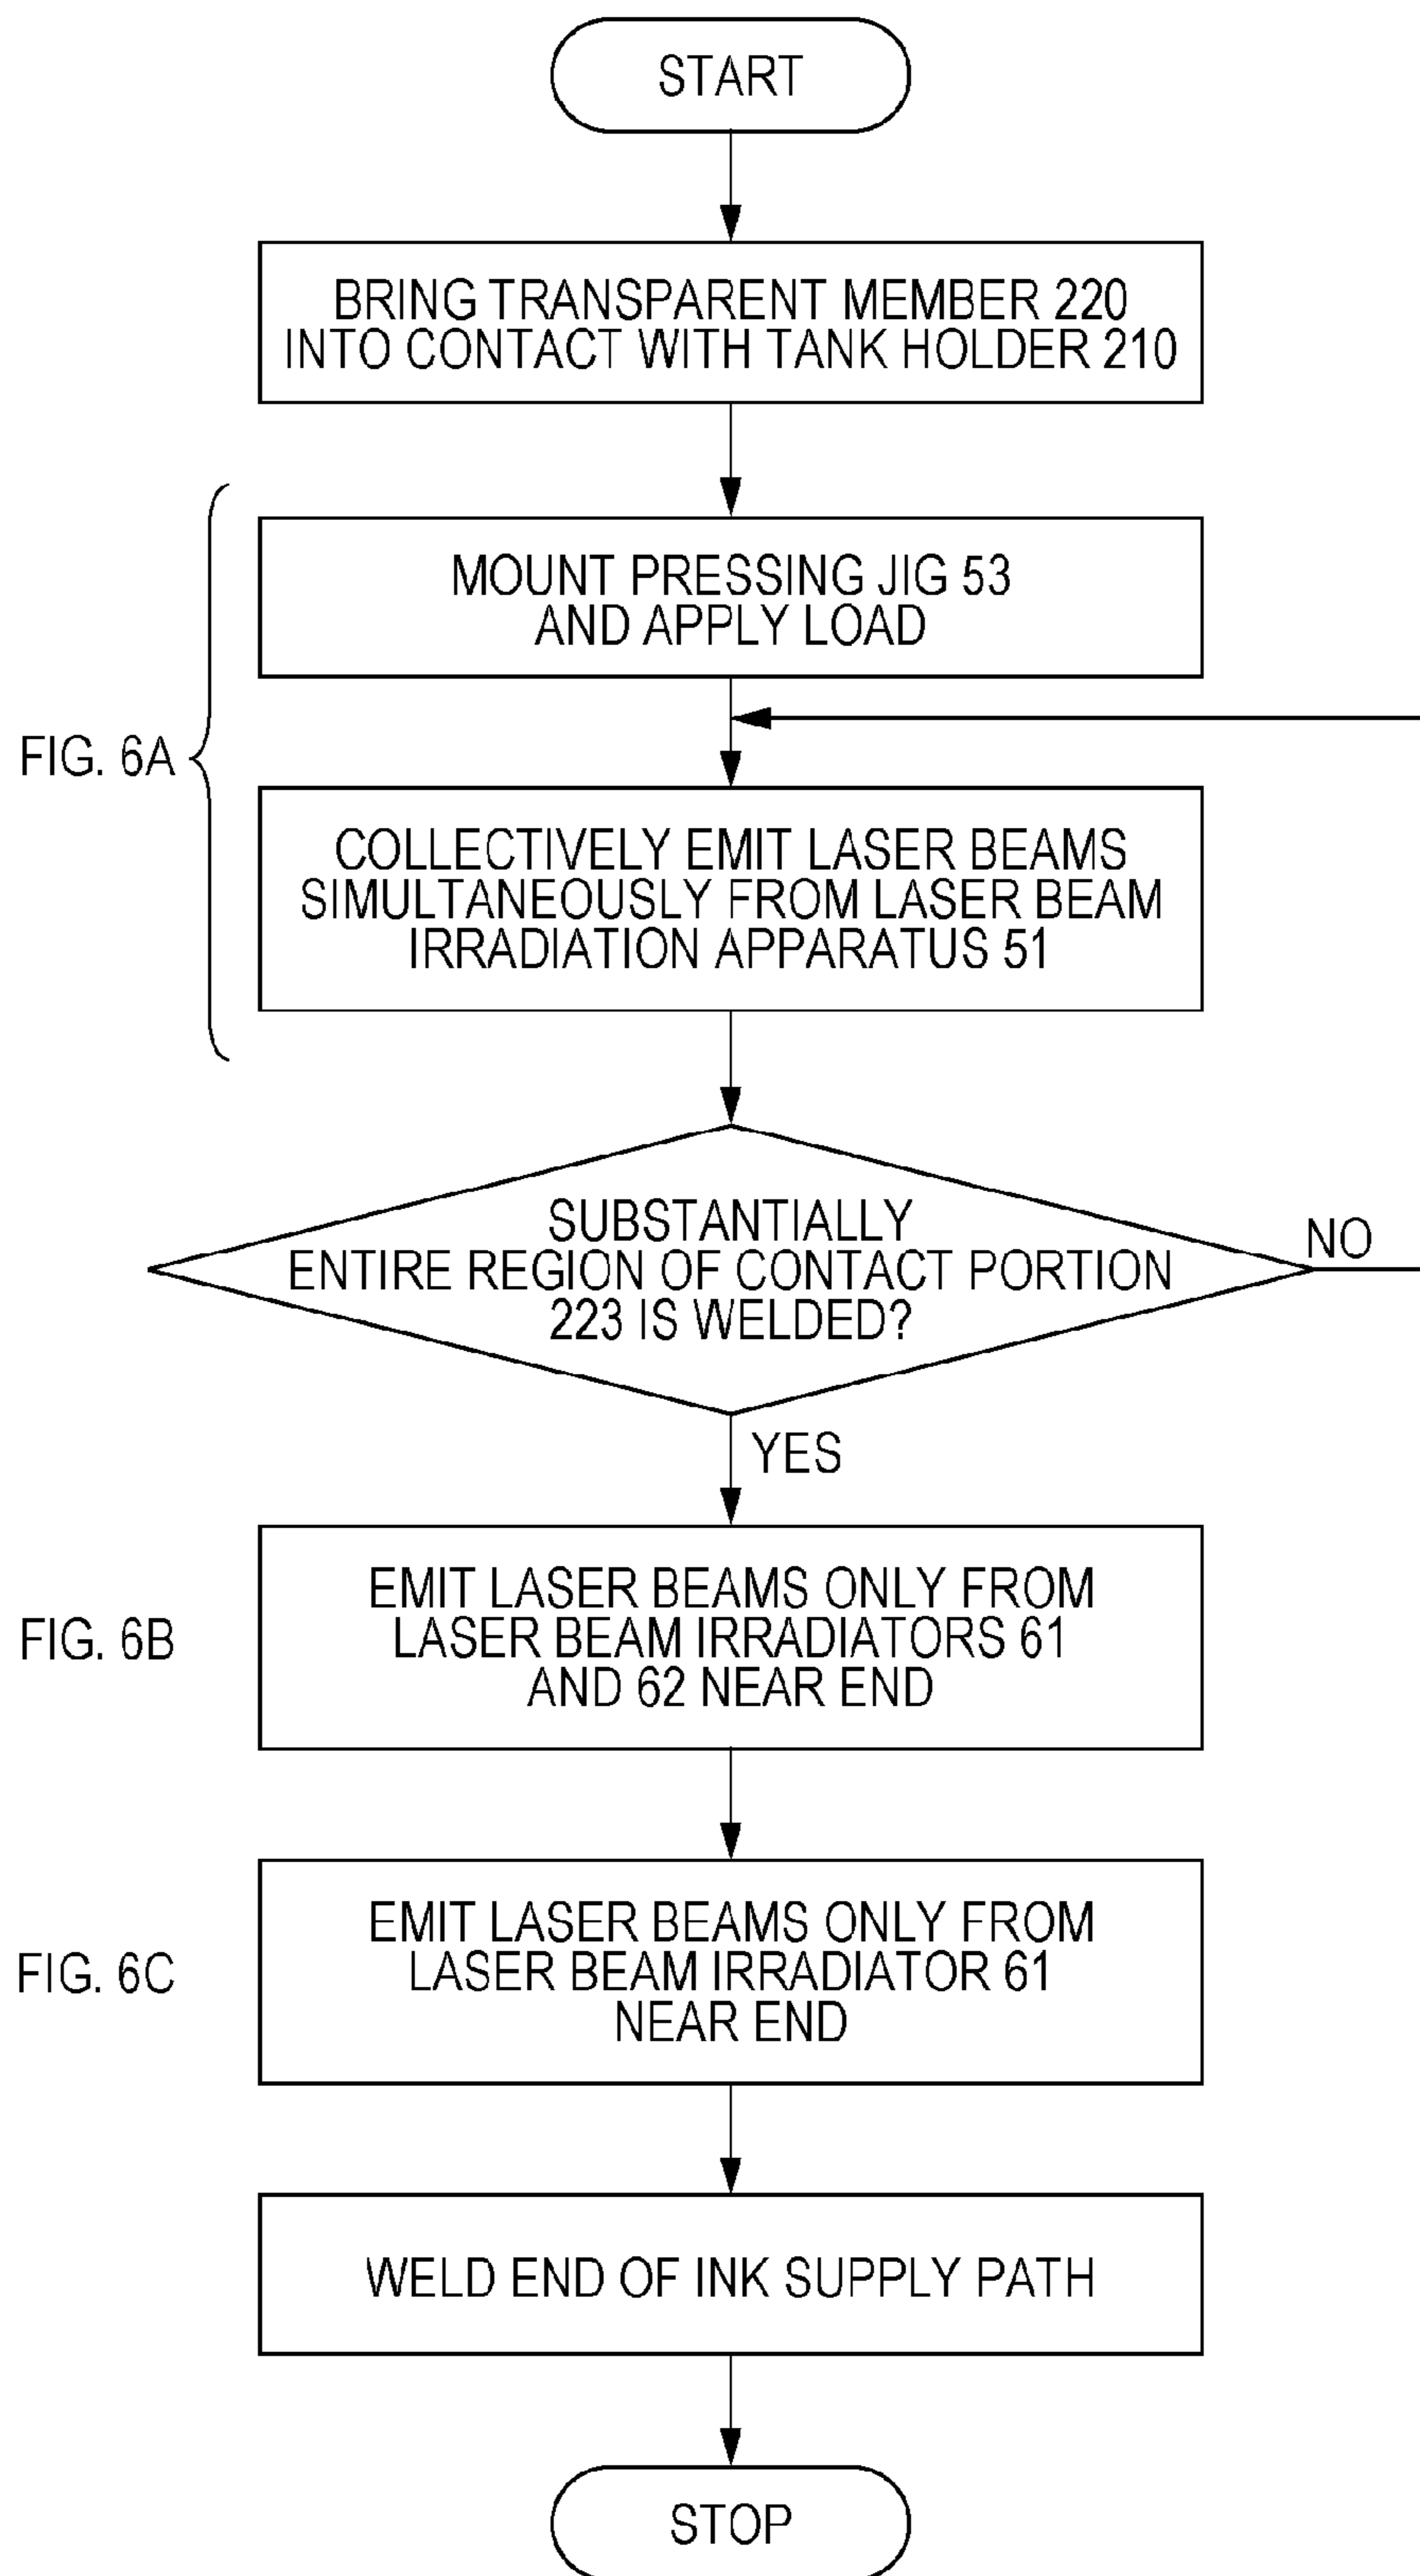 START
BRING TRANSPARENT MEMBER 220
INTO CONTACT WITH TANK HOLDER 210
MOUNT PRESSING JIG 53
AND APPLY LOAD
FIG. 6A
COLLECTIVELY EMIT LASER BEAMS
SIMULTANEOUSLY FROM LASER BEAM
IRRADIATION APPARATUS 51
SUBSTANTIALLY
ENTIRE REGION OF CONTACT PORTION
223 IS WELDED?
NO
YES
FIG. 6B
EMIT LASER BEAMS ONLY FROM
LASER BEAM IRRADIATORS 61
AND 62 NEAR END
FIG. 6C
EMIT LASER BEAMS ONLY FROM
LASER BEAM IRRADIATOR 61
NEAR END
WELD END OF INK SUPPLY PATH
STOP